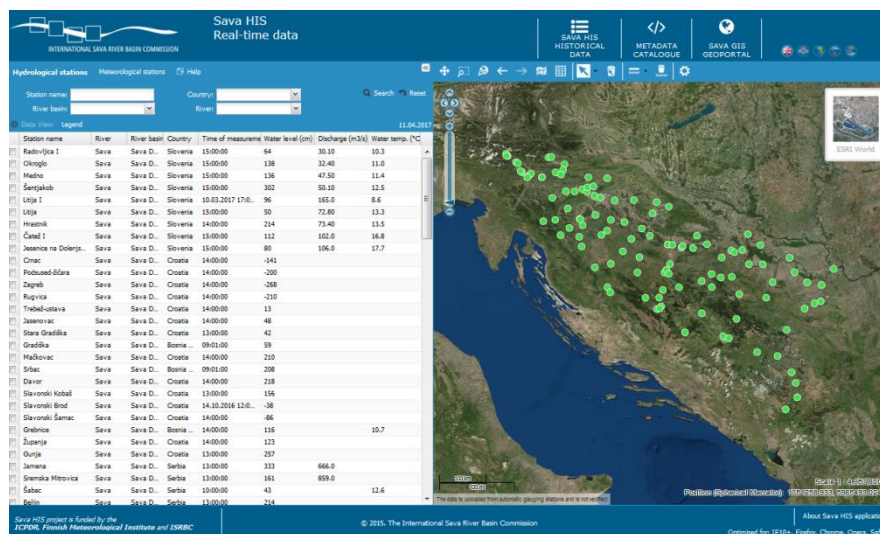 INTERNATIONAL SAVA RIVER BASIN COMMISSION
Sava HIS
Real-time data
SAVA HIS
HISTORICAL
DATA
METADATA
CATALOGUE
SAVA GIS
GEOPORTAL
Hydrological stations Meteorological stations Help
Station name: Country: Search Reset
River basin: River:
Data View Legend 11.04.2017
Station name River River basin Country Time of measureme Water level (cm) Discharge (m3/s) Water temp. (°C
Radovljica I Sava Sava D... Slovenia 15:00:00 64 30.10 10.3
Okroglo Sava Sava D... Slovenia 15:00:00 138 32.40 11.0
Medno Sava Sava D... Slovenia 15:00:00 136 47.50 11.4
Šentjakob Sava Sava D... Slovenia 15:00:00 302 50.10 12.5
Litija I Sava Sava D... Slovenia 10.03.2017 17:0... 96 165.0 8.6
Litija Sava Sava D... Slovenia 15:00:00 50 72.80 13.3
Hrastnik Sava Sava D... Slovenia 14:00:00 214 73.40 13.5
Čatež I Sava Sava D... Slovenia 15:00:00 112 102.0 16.8
Jesenice na Dolenjs... Sava Sava D... Slovenia 15:00:00 80 106.0 17.7
Crnac Sava Sava D... Croatia 14:00:00 -141
Podsused-žičara Sava Sava D... Croatia 14:00:00 -200
Zagreb Sava Sava D... Croatia 14:00:00 -268
Rugvica Sava Sava D... Croatia 14:00:00 -210
Trebež-ustava Sava Sava D... Croatia 14:00:00 13
Jasenovac Sava Sava D... Croatia 14:00:00 48
Stara Gradiška Sava Sava D... Croatia 13:00:00 42
Gradiška Sava Sava D... Bosnia ... 09:01:00 59
Mačkovac Sava Sava D... Croatia 14:00:00 210
Srbac Sava Sava D... Bosnia ... 09:01:00 208
Davor Sava Sava D... Croatia 14:00:00 218
Slavonski Kobaš Sava Sava D... Croatia 13:00:00 156
Slavonski Brod Sava Sava D... Croatia 14.10.2016 12:0... -38
Slavonski Šamac Sava Sava D... Croatia 14:00:00 -86
Grebnice Sava Sava D... Bosnia ... 14:00:00 116 10.7
Županja Sava Sava D... Croatia 14:00:00 123
Gunja Sava Sava D... Croatia 13:00:00 257
Jamena Sava Sava D... Serbia 13:00:00 333 666.0
Sremska Mitrovica Sava Sava D... Serbia 13:00:00 161 859.0
Šabac Sava Sava D... Serbia 10:00:00 43 12.6
Beljin Sava Sava D... Serbia 13:00:00 214
ESRI World
The data is uploaded from automatic gauging stations and is not verified!
Position (Spherical Mercator):
Sava HIS project is funded by the
ICPDR, Finnish Meteorological Institute and ISRBC
© 2015. The International Sava River Basin Commission
About Sava HIS applicatio
Optimised for: IE10+, Firefox, Chrome, Opera, Safa